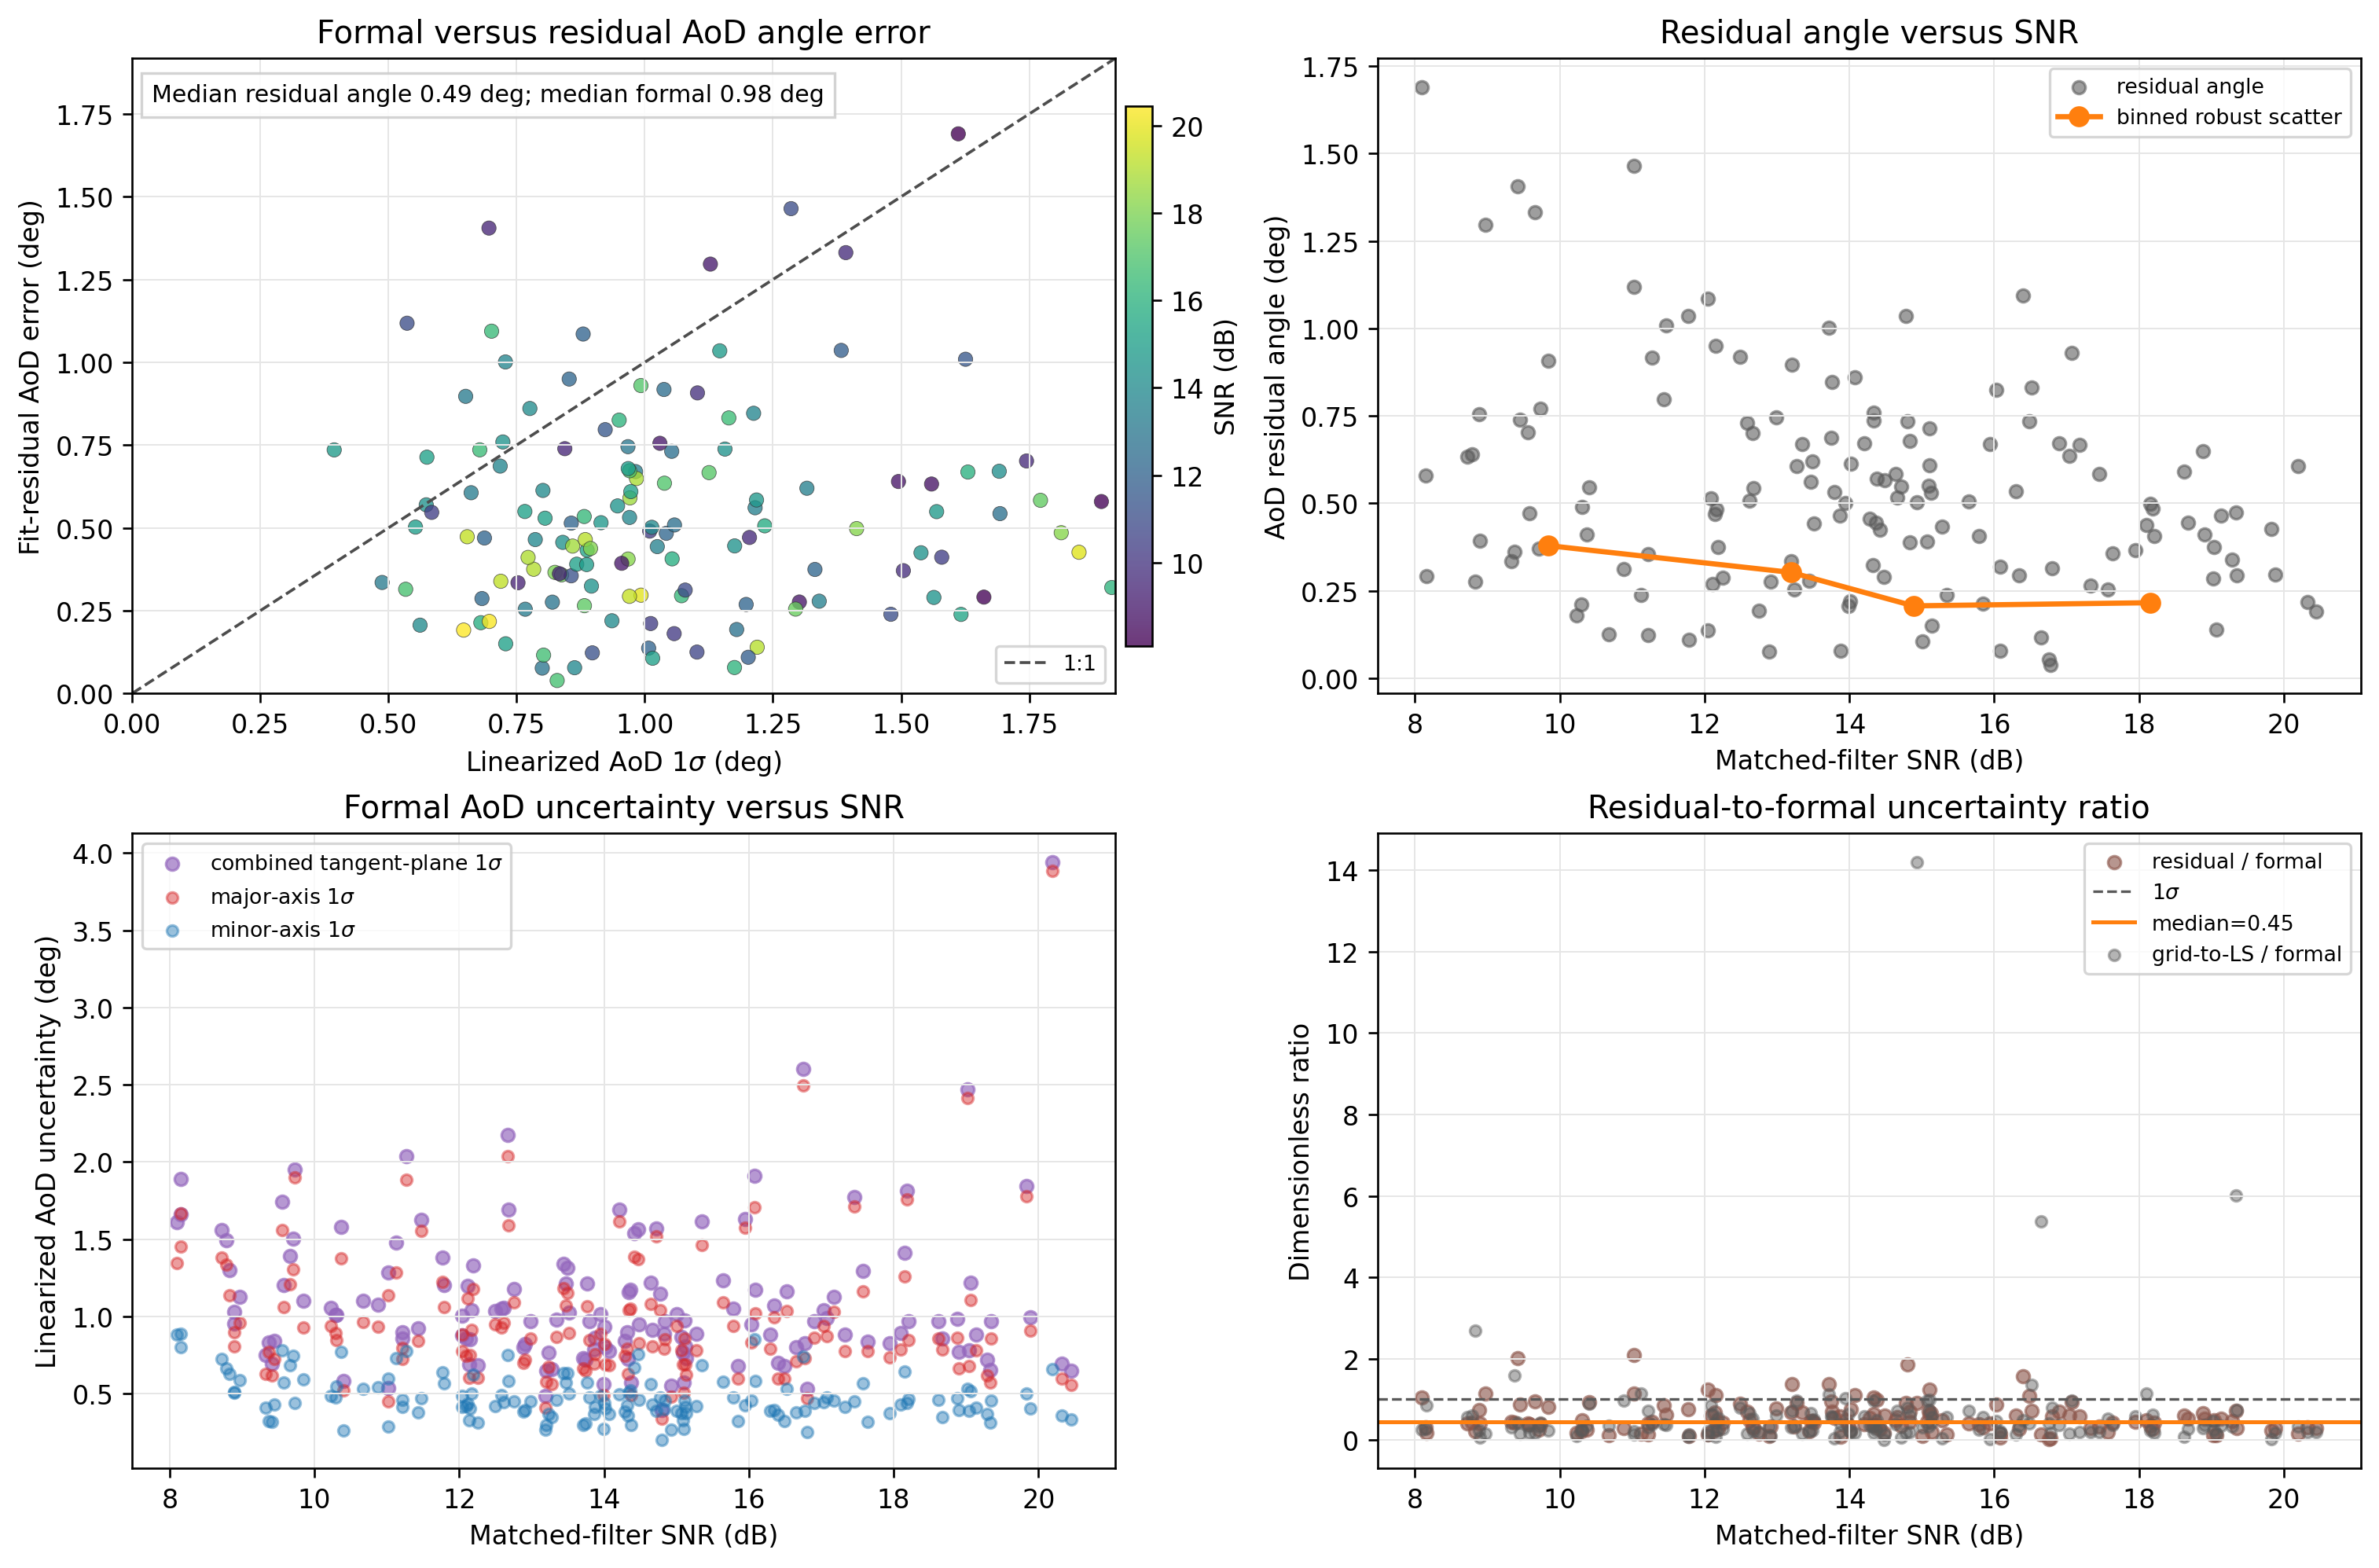 Formal versus residual AoD angle error
Median residual angle 0.49 deg; median formal 0.98 deg
Fit-residual AoD error (deg)
1.75
1.50
1.25
1.00
0.75
0.50
0.25
0.00
0.00 0.25 0.50 0.75 1.00 1.25 1.50 1.75
Linearized AoD 1σ (deg)
1:1
20
18
16
14
12
10
SNR (dB)
Residual angle versus SNR
residual angle
binned robust scatter
AoD residual angle (deg)
1.75
1.50
1.25
1.00
0.75
0.50
0.25
0.00
8 10 12 14 16 18 20
Matched-filter SNR (dB)
Formal AoD uncertainty versus SNR
combined tangent-plane 1σ
major-axis 1σ
minor-axis 1σ
Linearized AoD uncertainty (deg)
4.0
3.5
3.0
2.5
2.0
1.5
1.0
0.5
8 10 12 14 16 18 20
Matched-filter SNR (dB)
Residual-to-formal uncertainty ratio
residual / formal
1σ
median=0.45
grid-to-LS / formal
Dimensionless ratio
14
12
10
8
6
4
2
0
8 10 12 14 16 18 20
Matched-filter SNR (dB)